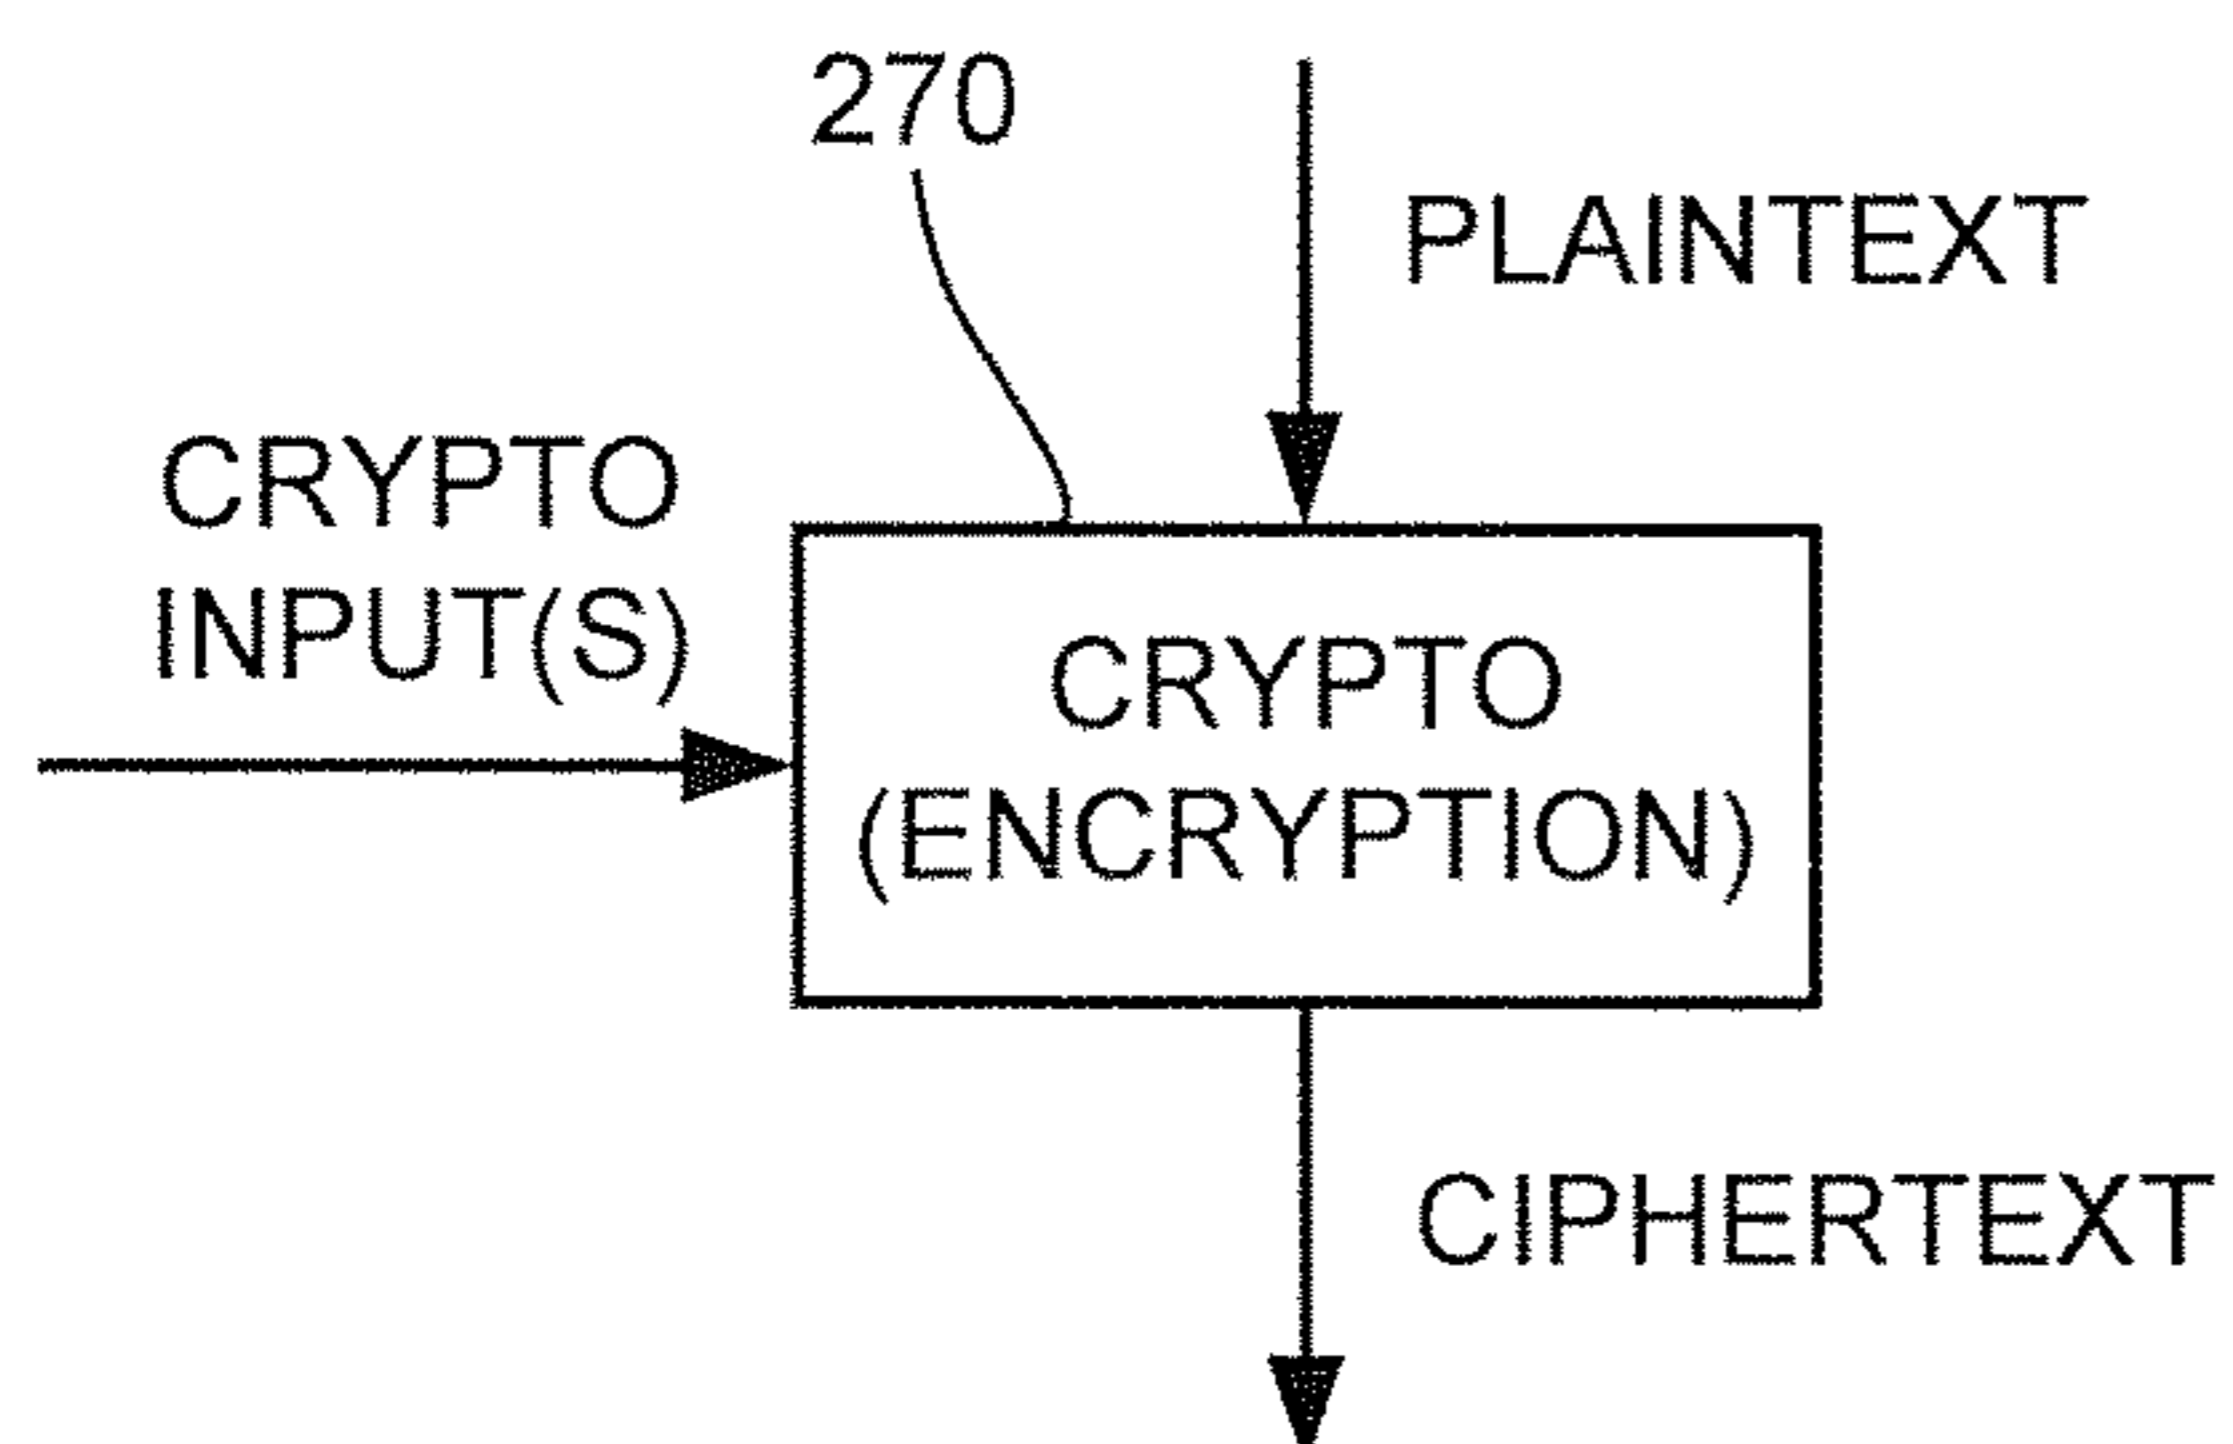 270
PLAINTEXT
CRYPTO
INPUT(S)
CRYPTO
(ENCRYPTION)
CIPHERTEXT